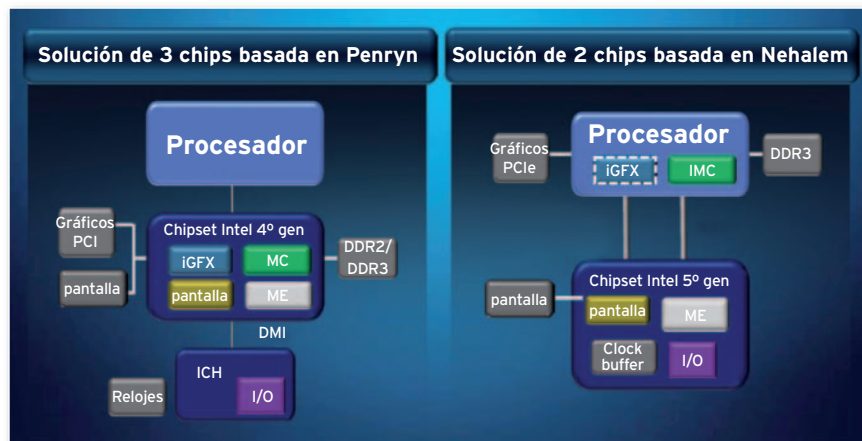 Solución de 3 chips basada en Penryn
Procesador
Chipset Intel 4º gen
Gráficos
PCI
iGFX
MC
DDR2/
DDR3
pantalla
pantalla
ME
DMI
ICH
Relojes
I/O
Solución de 2 chips basada en Nehalem
Procesador
Gráficos
PCIe
iGFX
IMC
DDR3
Chipset Intel 5º gen
pantalla
pantalla
ME
Clock
buffer
I/O